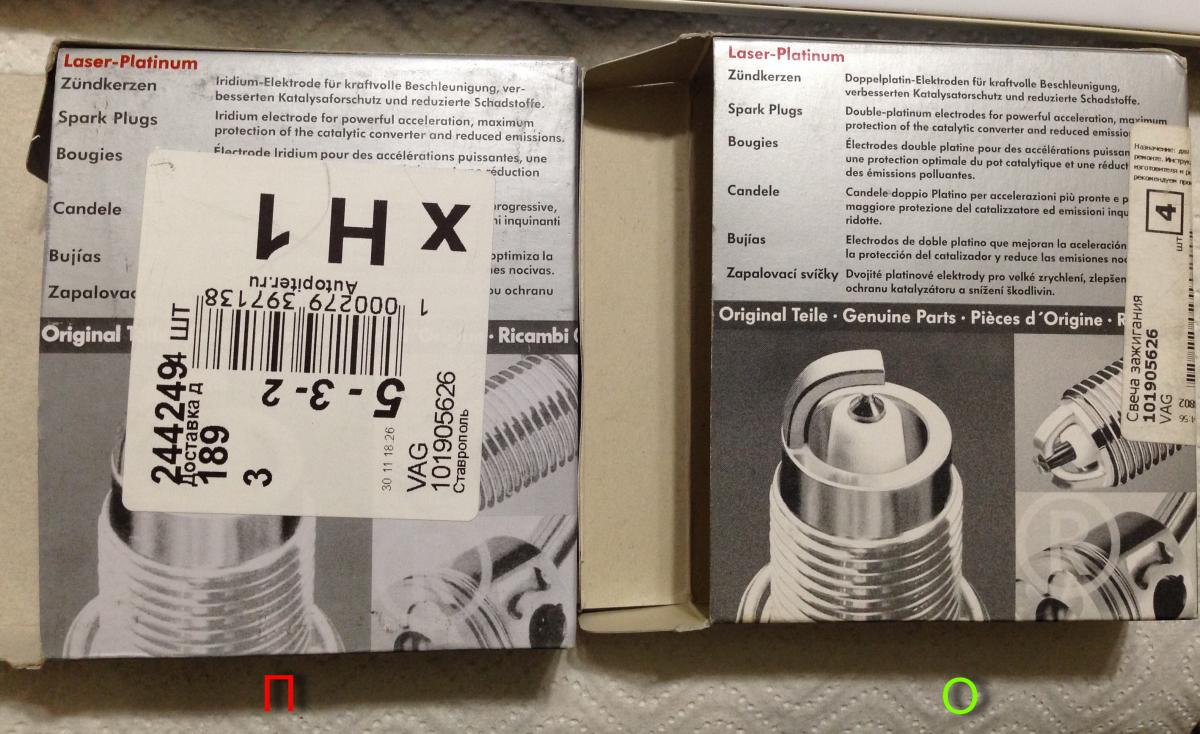 Laser-Platinum
Zündkerzen
Iridium-Elektrode für kraftvolle Beschleunigung, ver-
besserten Katalysaforschutz und reduzierte Schadstoffe.
Spark Plugs
Iridium electrode for powerful acceleration, maximum
protection of the catalytic converter and reduced emissions.
Bougies
Électrode Iridium pour des accélérations puissantes, une
réduction
Candele
progressive,
ni inquinanti
Bujías
optimiza la
nes nocivas.
Zapalovac
ou ochranu
Original
Ricambi
x H 1
Autopiter.ru
000279 397138
1
5 - 3 - 2
244249
4 ШТ
Доставка д
189
3
30 11 18.26
VAG
101905626
Ставрополь
П
Laser-Platinum
Zündkerzen
Doppelplatin-Elektroden für kraftvolle Beschleunigung,
verbesserten Katalysatorschutz und reduzierte Schadstoffe.
Spark Plugs
Double-platinum electrodes for powerful acceleration, maximum
protection of the catalytic converter and reduced emission
Bougies
Électrodes double platine pour des accélérations puissan
une protection optimale du pot catalytique et une réduct
des émissions polluantes.
Candele
Candele doppio Platino per accelerazioni più pronte e p
maggiore protezione del catalizzatore ed emissioni inqu
ridotte.
Bujías
Electrodos de doble platino que mejoran la aceleración
la protección del catalizador y reduce las emisiones noc
Zapalovací svíčky
Dvojité platinové elektrody pro velké zrychlení, zlepšen
ochranu katalyzátoru a snížení škodlivin.
Original Teile · Genuine Parts · Pièces d´Origine · R
Назначение: для
4
шт
Свеча зажигания
101905626
VAG
О